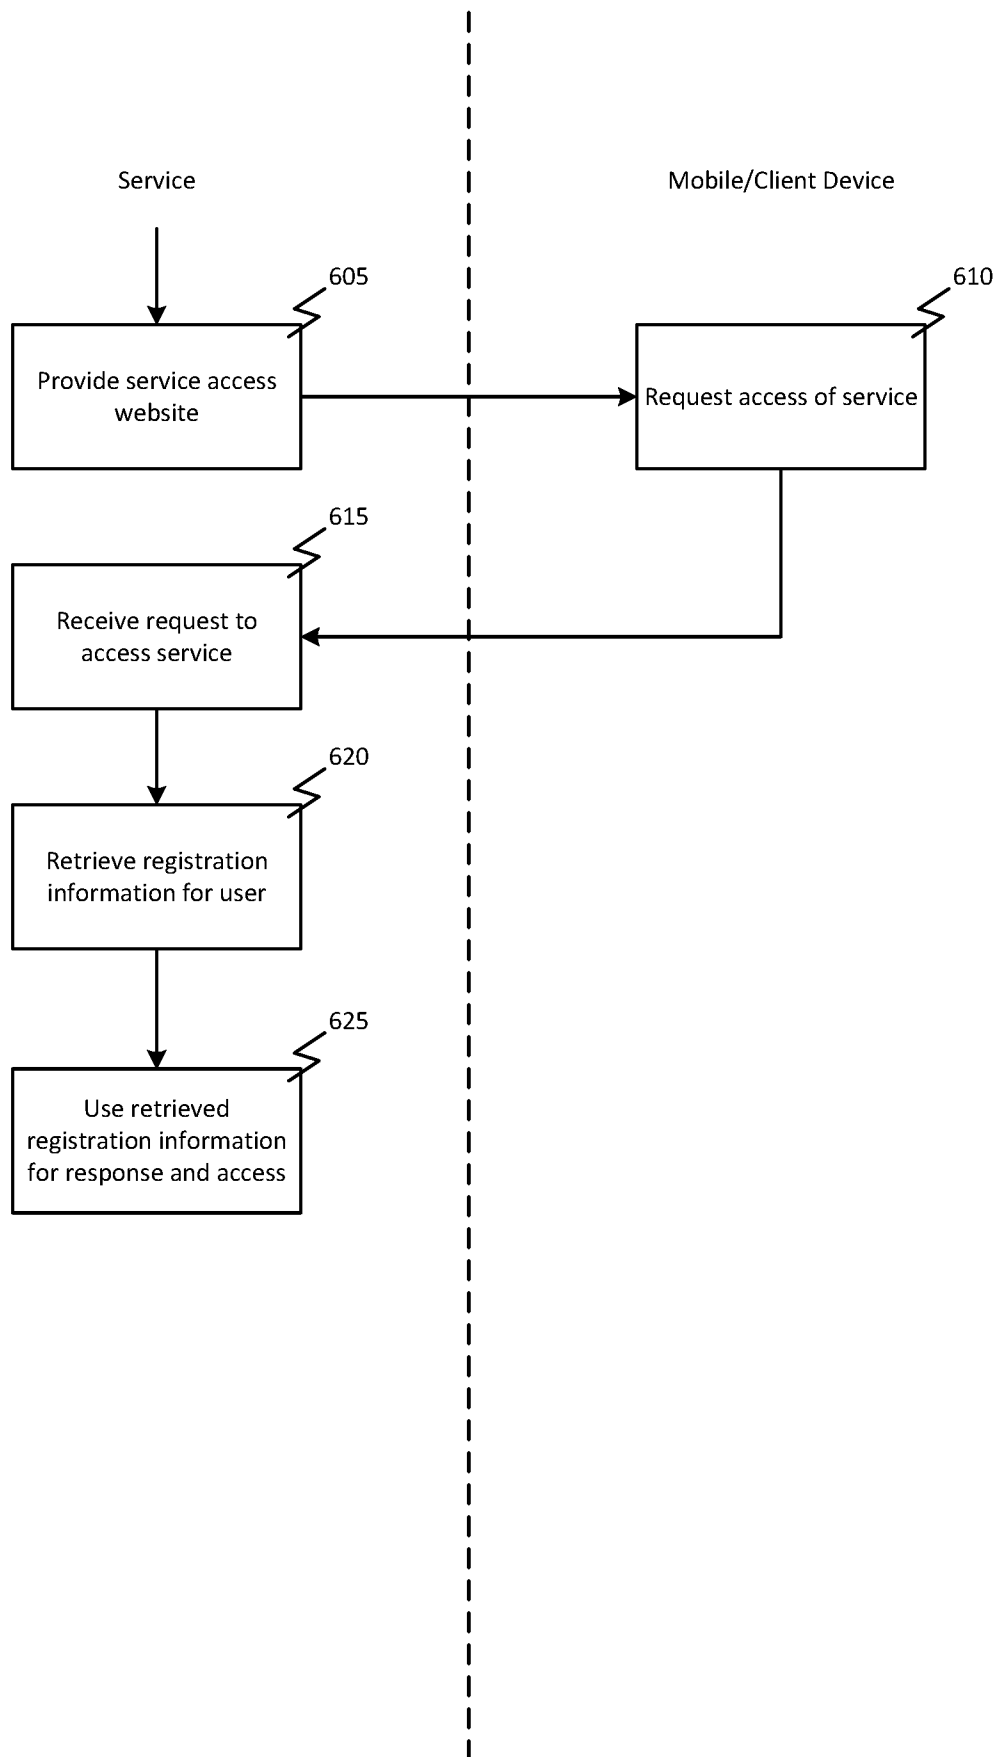 Service
Mobile/Client Device
605
610
Provide service access
website
Request access of service
615
Receive request to
access service
620
Retrieve registration
information for user
625
Use retrieved
registration information
for response and access